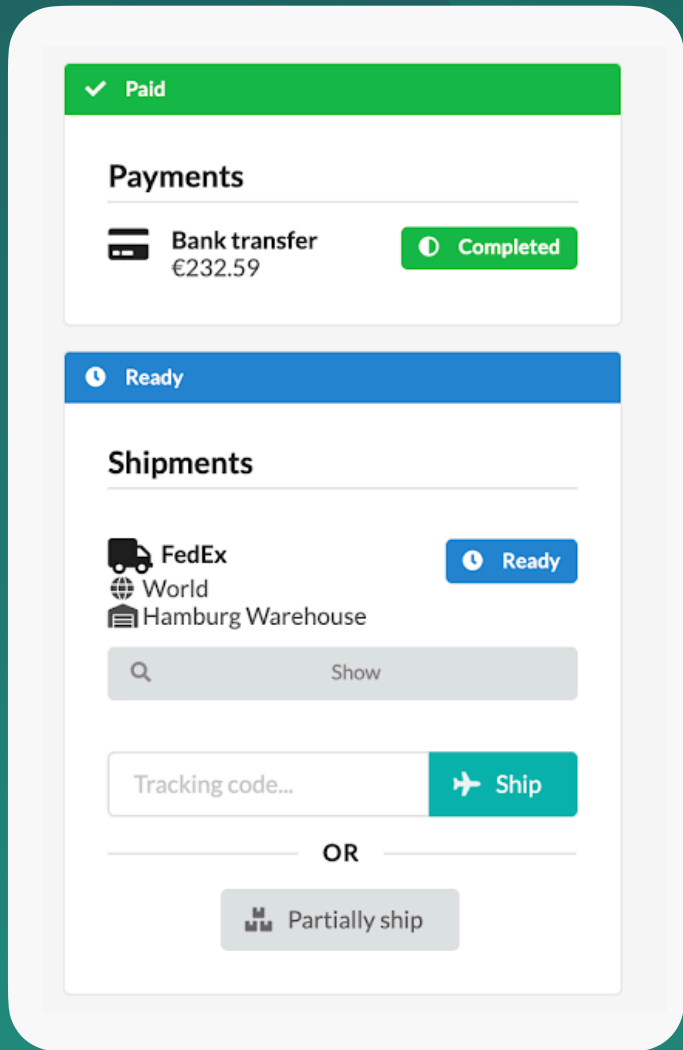 Paid
Payments
Bank transfer
€232.59
Completed
Ready
Shipments
FedEx
Ready
World
Hamburg Warehouse
Show
Tracking code...
Ship
OR
Partially ship